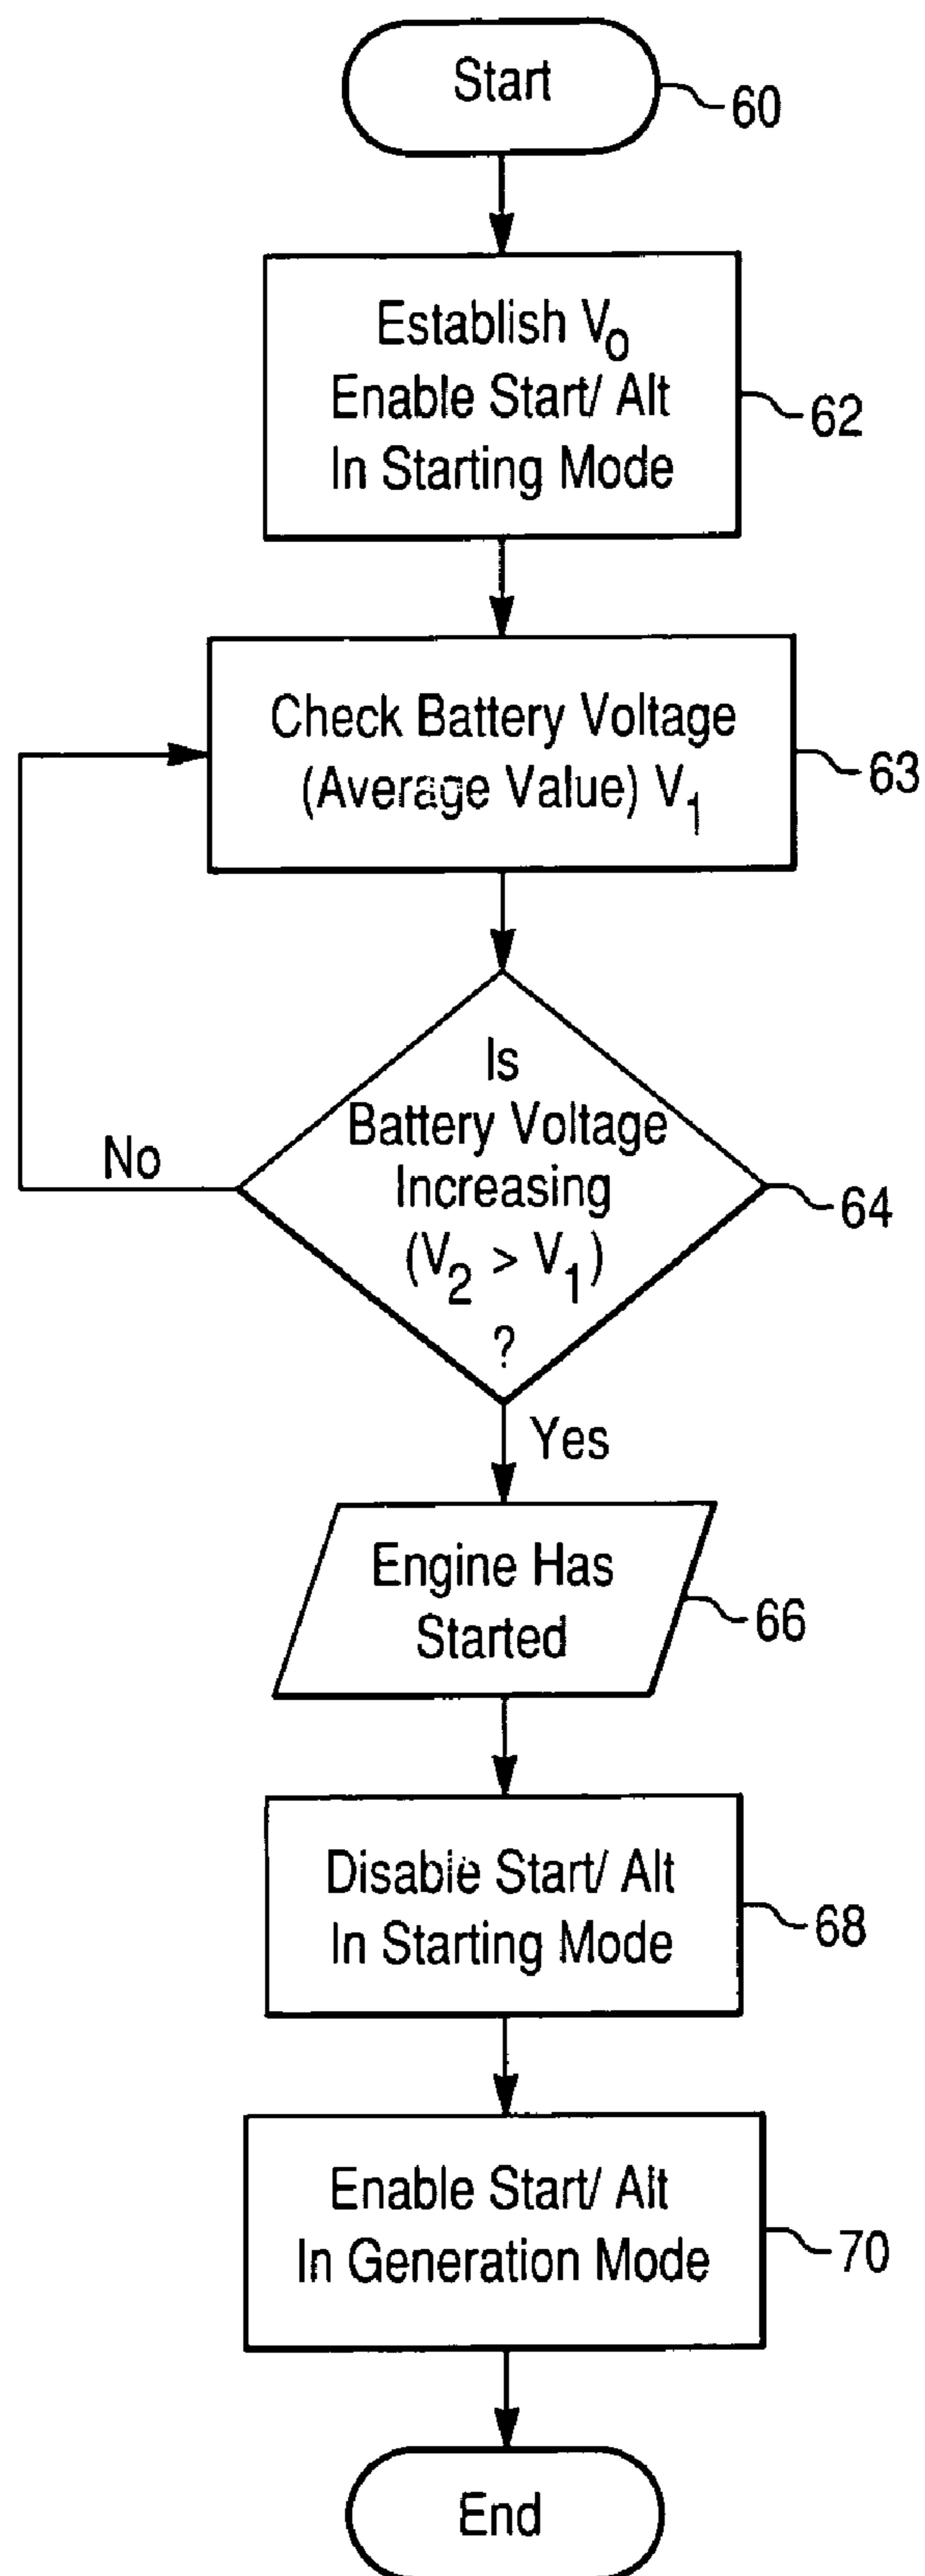 Start
60
Establish V0
Enable Start/ Alt
In Starting Mode
62
Check Battery Voltage
(Average Value) V1
63
Is
Battery Voltage
Increasing
(V2 > V1)
?
64
No
Yes
Engine Has
Started
66
Disable Start/ Alt
In Starting Mode
68
Enable Start/ Alt
In Generation Mode
70
End